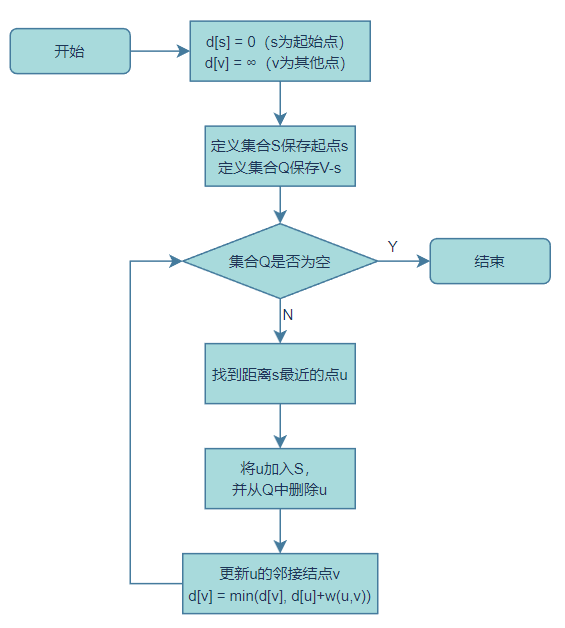 开始
d[s] = 0（s为起始点）
d[v] = ∞（v为其他点）
定义集合S保存起点s
定义集合Q保存V-s
集合Q是否为空
Y
结束
N
找到距离s最近的点u
将u加入S，
并从Q中删除u
更新u的邻接结点v
d[v] = min(d[v], d[u]+w(u,v))